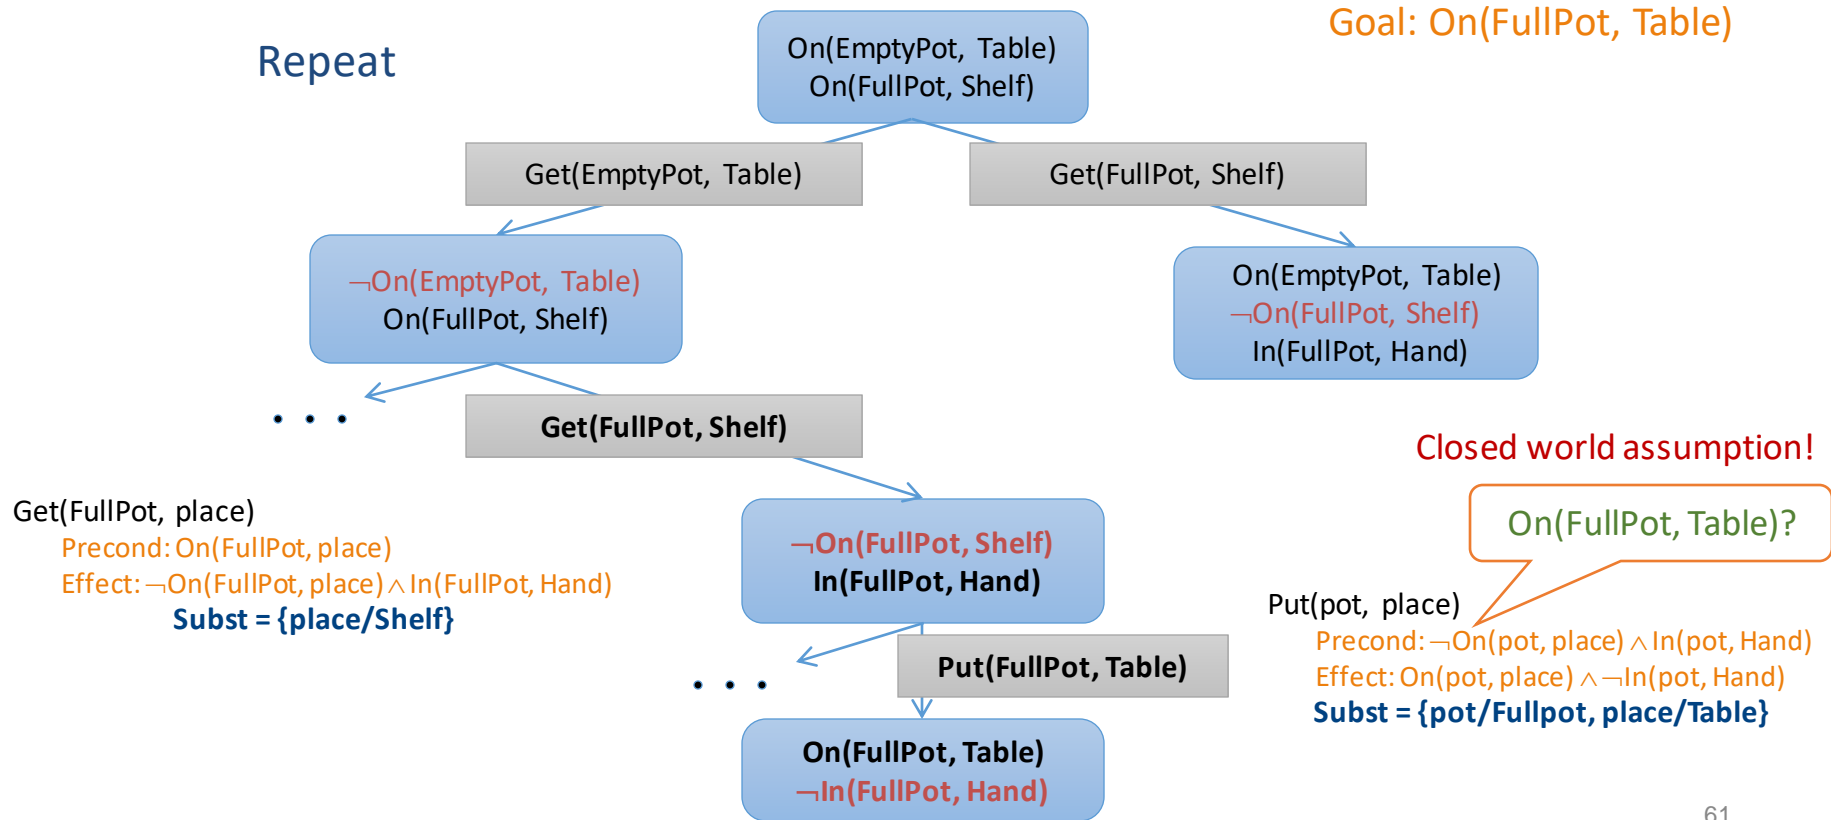 Repeat
Goal: On(FullPot, Table)
On(EmptyPot, Table)
On(FullPot, Shelf)
Get(EmptyPot, Table)
Get(FullPot, Shelf)
¬On(EmptyPot, Table)
On(FullPot, Shelf)
On(EmptyPot, Table)
¬On(FullPot, Shelf)
In(FullPot, Hand)
. . .
Get(FullPot, Shelf)
Closed world assumption!
Get(FullPot, place)
Precond: On(FullPot, place)
Effect: ¬On(FullPot, place) ∧ In(FullPot, Hand)
Subst = {place/Shelf}
¬On(FullPot, Shelf)
In(FullPot, Hand)
On(FullPot, Table)?
Put(pot, place)
Precond: ¬On(pot, place) ∧ In(pot, Hand)
Effect: On(pot, place) ∧ ¬In(pot, Hand)
Subst = {pot/Fullpot, place/Table}
. . .
Put(FullPot, Table)
On(FullPot, Table)
¬In(FullPot, Hand)
61